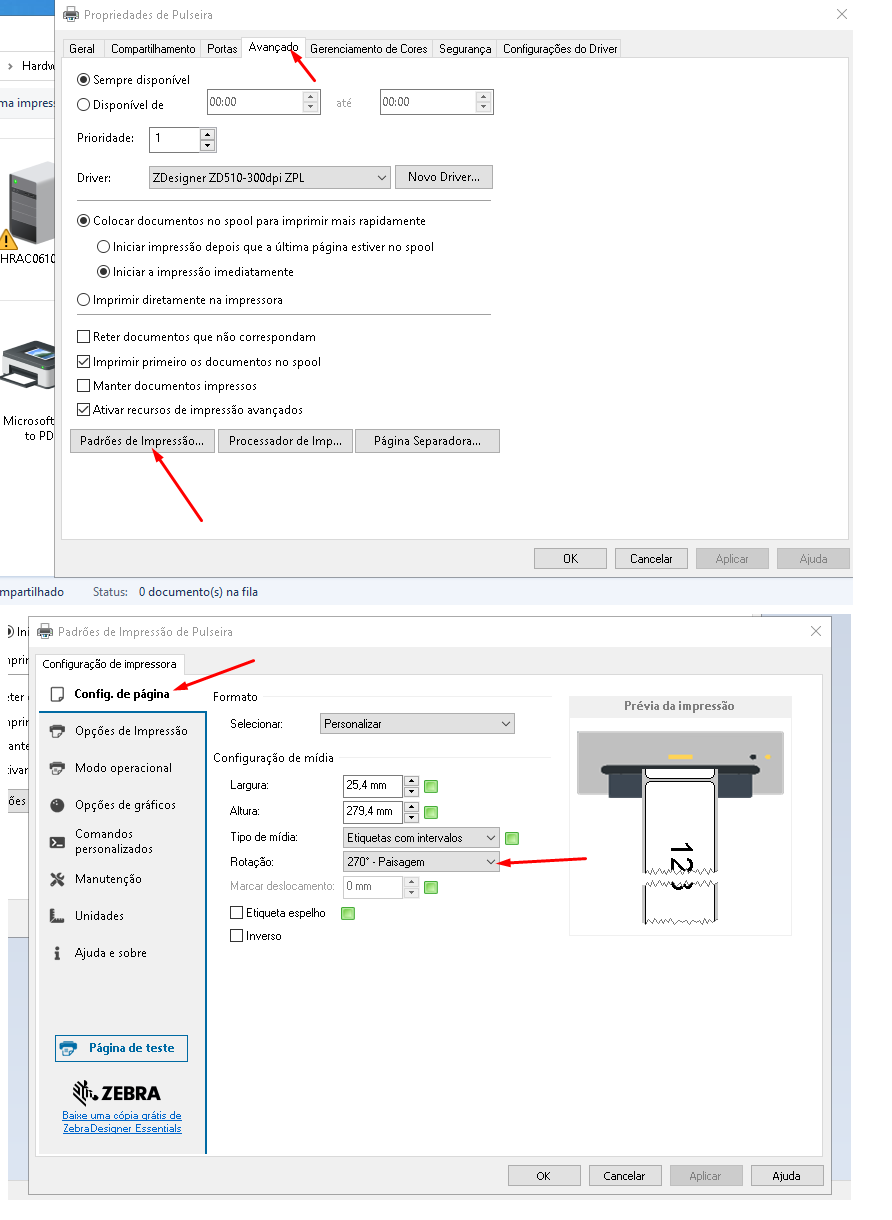 Propriedades de Pulseira
Geral Compartilhamento Portas Avançado Gerenciamento de Cores Segurança Configurações do Driver
Hardw
ma impress
Sempre disponível
Disponível de 00:00 até 00:00
Prioridade: 1
Driver: ZDesigner ZD510-300dpi ZPL Novo Driver...
Colocar documentos no spool para imprimir mais rapidamente
Iniciar impressão depois que a última página estiver no spool
HRAC0610
Iniciar a impressão imediatamente
Imprimir diretamente na impressora
Reter documentos que não correspondam
Imprimir primeiro os documentos no spool
Manter documentos impressos
Ativar recursos de impressão avançados
Microsoft
to PD
Padrões de Impressão... Processador de Imp... Página Separadora...
OK Cancelar Aplicar Ajuda
mpartilhado Status: 0 documento(s) na fila
Ini
Padrões de Impressão de Pulseira
Configuração de impressora
Config. de página
Opções de Impressão
Modo operacional
Opções de gráficos
Comandos
personalizados
Manutenção
Unidades
Ajuda e sobre
Página de teste
ZEBRA
Baixe uma cópia grátis de
ZebraDesigner Essentials
Formato
Selecionar: Personalizar
Configuração de mídia
Largura: 25,4 mm
Altura: 279,4 mm
Tipo de mídia: Etiquetas com intervalos
Rotação: 270° - Paisagem
Marcar deslocamento: 0 mm
Etiqueta espelho
Inverso
Prévia da impressão
123
OK Cancelar Aplicar Ajuda